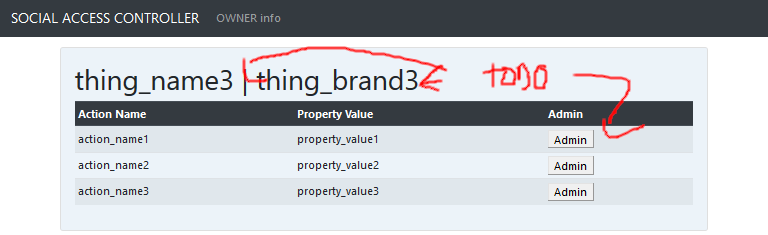 SOCIAL ACCESS CONTROLLER OWNER info
thing_name3 | thing_brand3 TODO
Action Name Property Value Admin
action_name1 property_value1 Admin
action_name2 property_value2 Admin
action_name3 property_value3 Admin